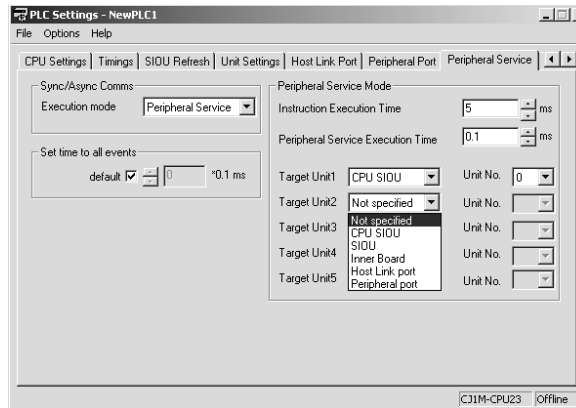 PLC Settings - NewPLC1
File Options Help
CPU Settings Timings SIOU Refresh Unit Settings Host Link Port Peripheral Port Peripheral Service
Sync/Async Comms
Execution mode Peripheral Service
Set time to all events
default 0 *0.1 ms
Peripheral Service Mode
Instruction Execution Time 5 ms
Peripheral Service Execution Time 0.1 ms
Target Unit1 CPU SIOU Unit No. 0
Target Unit2 Not specified Unit No.
Not specified
CPU SIOU
SIOU
Inner Board
Host Link port
Peripheral port
Target Unit3 Unit No.
Target Unit4 Unit No.
Target Unit5 Unit No.
CJ1M-CPU23 Offline